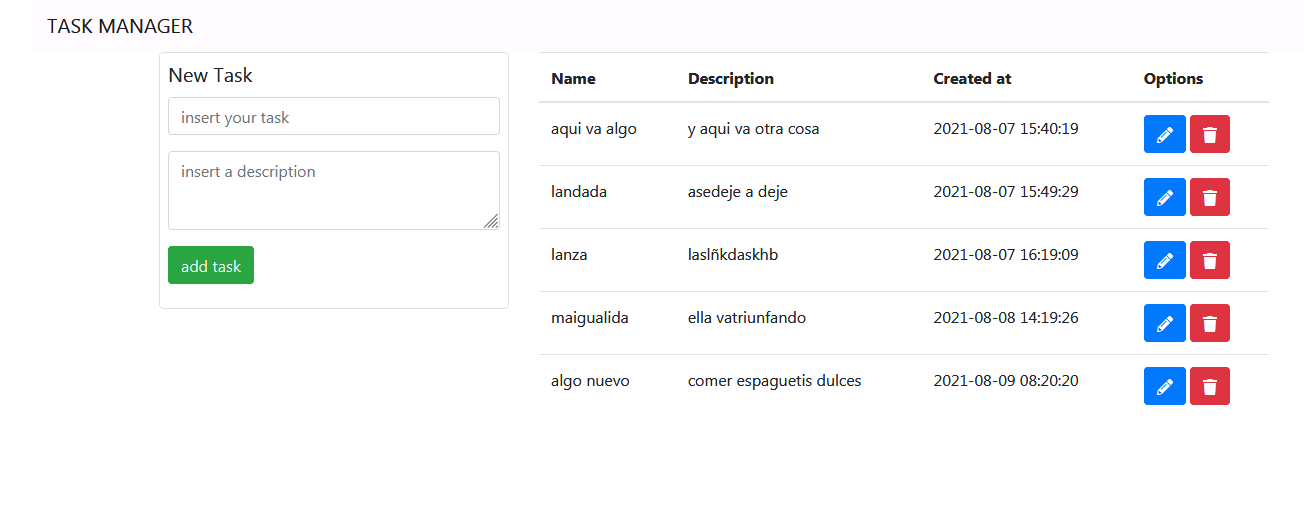 TASK MANAGER
New Task
insert your task
insert a description
add task
Name Description Created at Options
aqui va algo y aqui va otra cosa 2021-08-07 15:40:19
landada asedeje a deje 2021-08-07 15:49:29
lanza laslñkdaskhb 2021-08-07 16:19:09
maigualida ella vatriunfando 2021-08-08 14:19:26
algo nuevo comer espaguetis dulces 2021-08-09 08:20:20